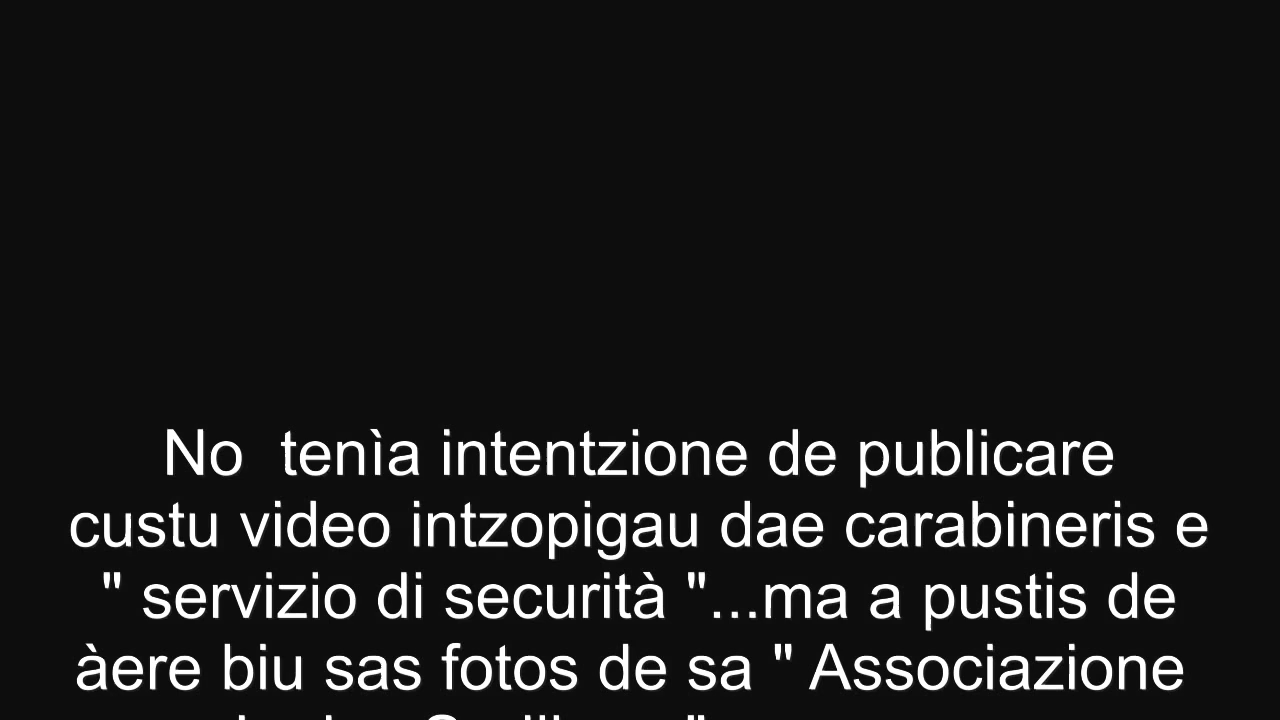 No tenìa intentzione de publicare
custu video intzopigau dae carabineris e
" servizio di securità "...ma a pustis de
àere biu sas fotos de sa " Associazione